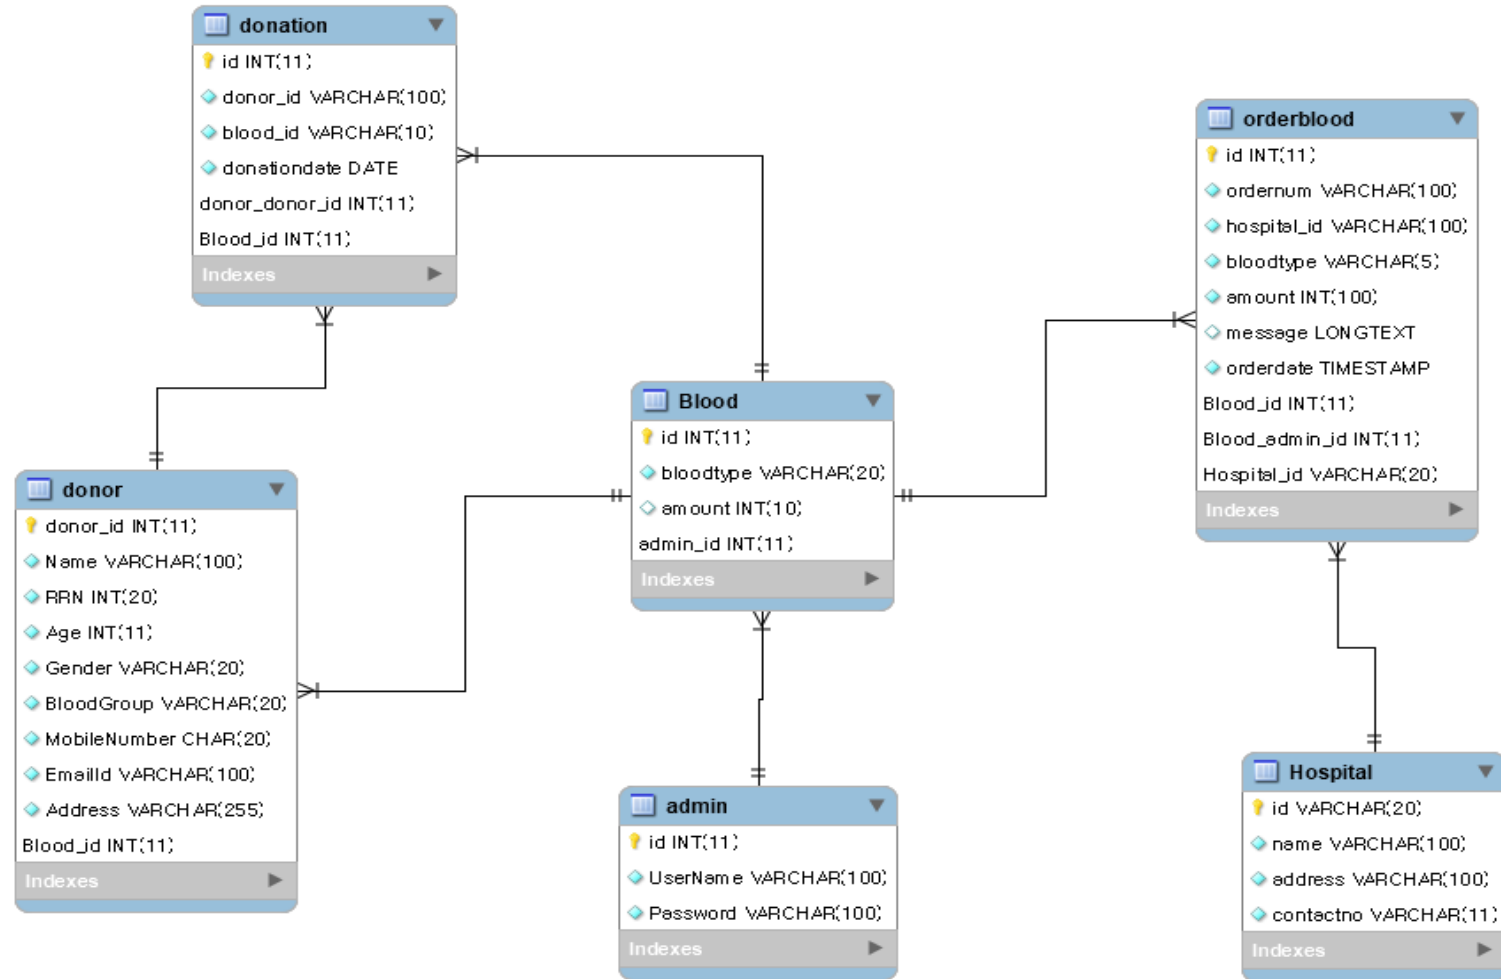 donation
id INT(11)
donor_id VARCHAR(100)
blood_id VARCHAR(10)
donationdate DATE
donor_donor_id INT(11)
Blood_id INT(11)
Indexes
orderblood
id INT(11)
ordernum VARCHAR(100)
hospital_id VARCHAR(100)
bloodtype VARCHAR(5)
amount INT(100)
message LONGTEXT
orderdate TIMESTAMP
Blood_id INT(11)
Blood_admin_id INT(11)
Hospital_id VARCHAR(20)
Indexes
Blood
id INT(11)
bloodtype VARCHAR(20)
amount INT(10)
admin_id INT(11)
Indexes
donor
donor_id INT(11)
Name VARCHAR(100)
RRN INT(20)
Age INT(11)
Gender VARCHAR(20)
BloodGroup VARCHAR(20)
MobileNumber CHAR(20)
EmailId VARCHAR(100)
Address VARCHAR(255)
Blood_id INT(11)
Indexes
admin
id INT(11)
UserName VARCHAR(100)
Password VARCHAR(100)
Indexes
Hospital
id VARCHAR(20)
name VARCHAR(100)
address VARCHAR(100)
contactno VARCHAR(11)
Indexes